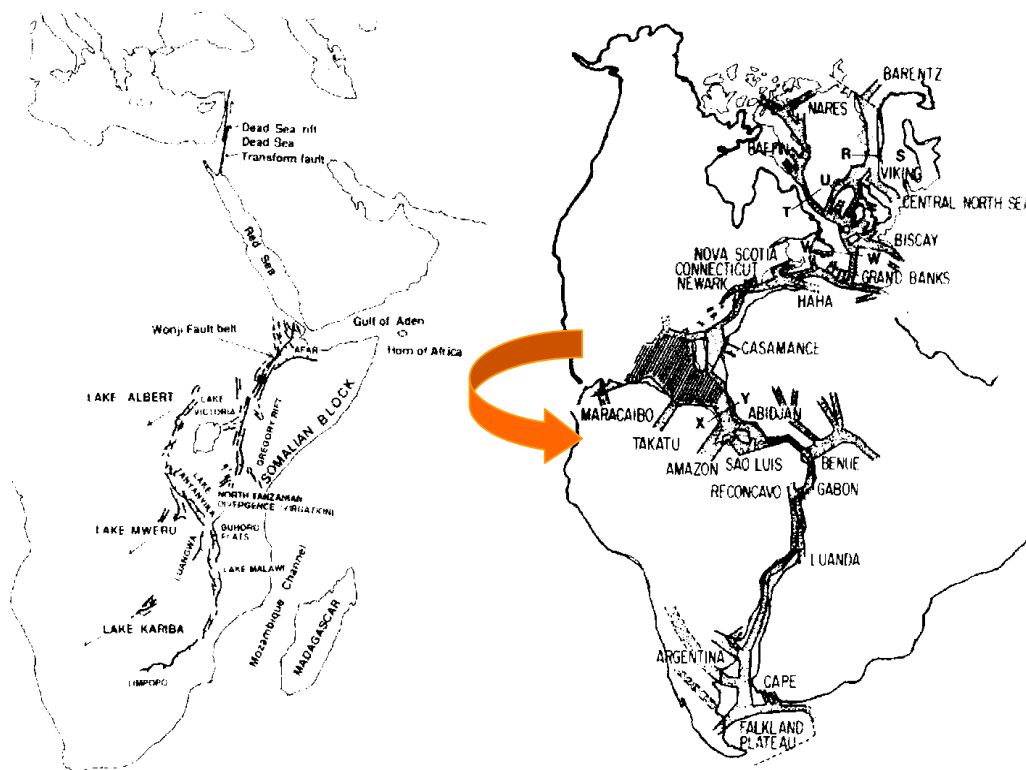 Dead Sea rift
Dead Sea
Transform fault
Red Sea
Gulf of Aden
Horn of Africa
Wonji Fault belt
AFAR
LAKE ALBERT
LAKE
VICTORIA
GREGORY RIFT
SOMALIAN BLOCK
LAKE
TANYANYIKA
NORTH TANZANIAN
DIVERGENCE
LAKE MWERU
BUHORU
FLATS
LUANGWA
LAKE MALAWI
LAKE KARIBA
LIMPOPO
Mozambique Channel
MADAGASCAR
BARENTZ
NARES
BAFFIN
R
S
VIKING
U
CENTRAL NORTH SEA
T
BISCAY
W
W
NOVA SCOTIA
CONNECTICUT
NEWARK
GRAND BANKS
HAHA
CASAMANCE
MARACAIBO
Y
ABIDJAN
X
TAKATU
AMAZON
SAO LUIS
BENUE
RECONCAVO
GABON
LUANDA
ARGENTINA
CAPE
FALKLAND
PLATEAU